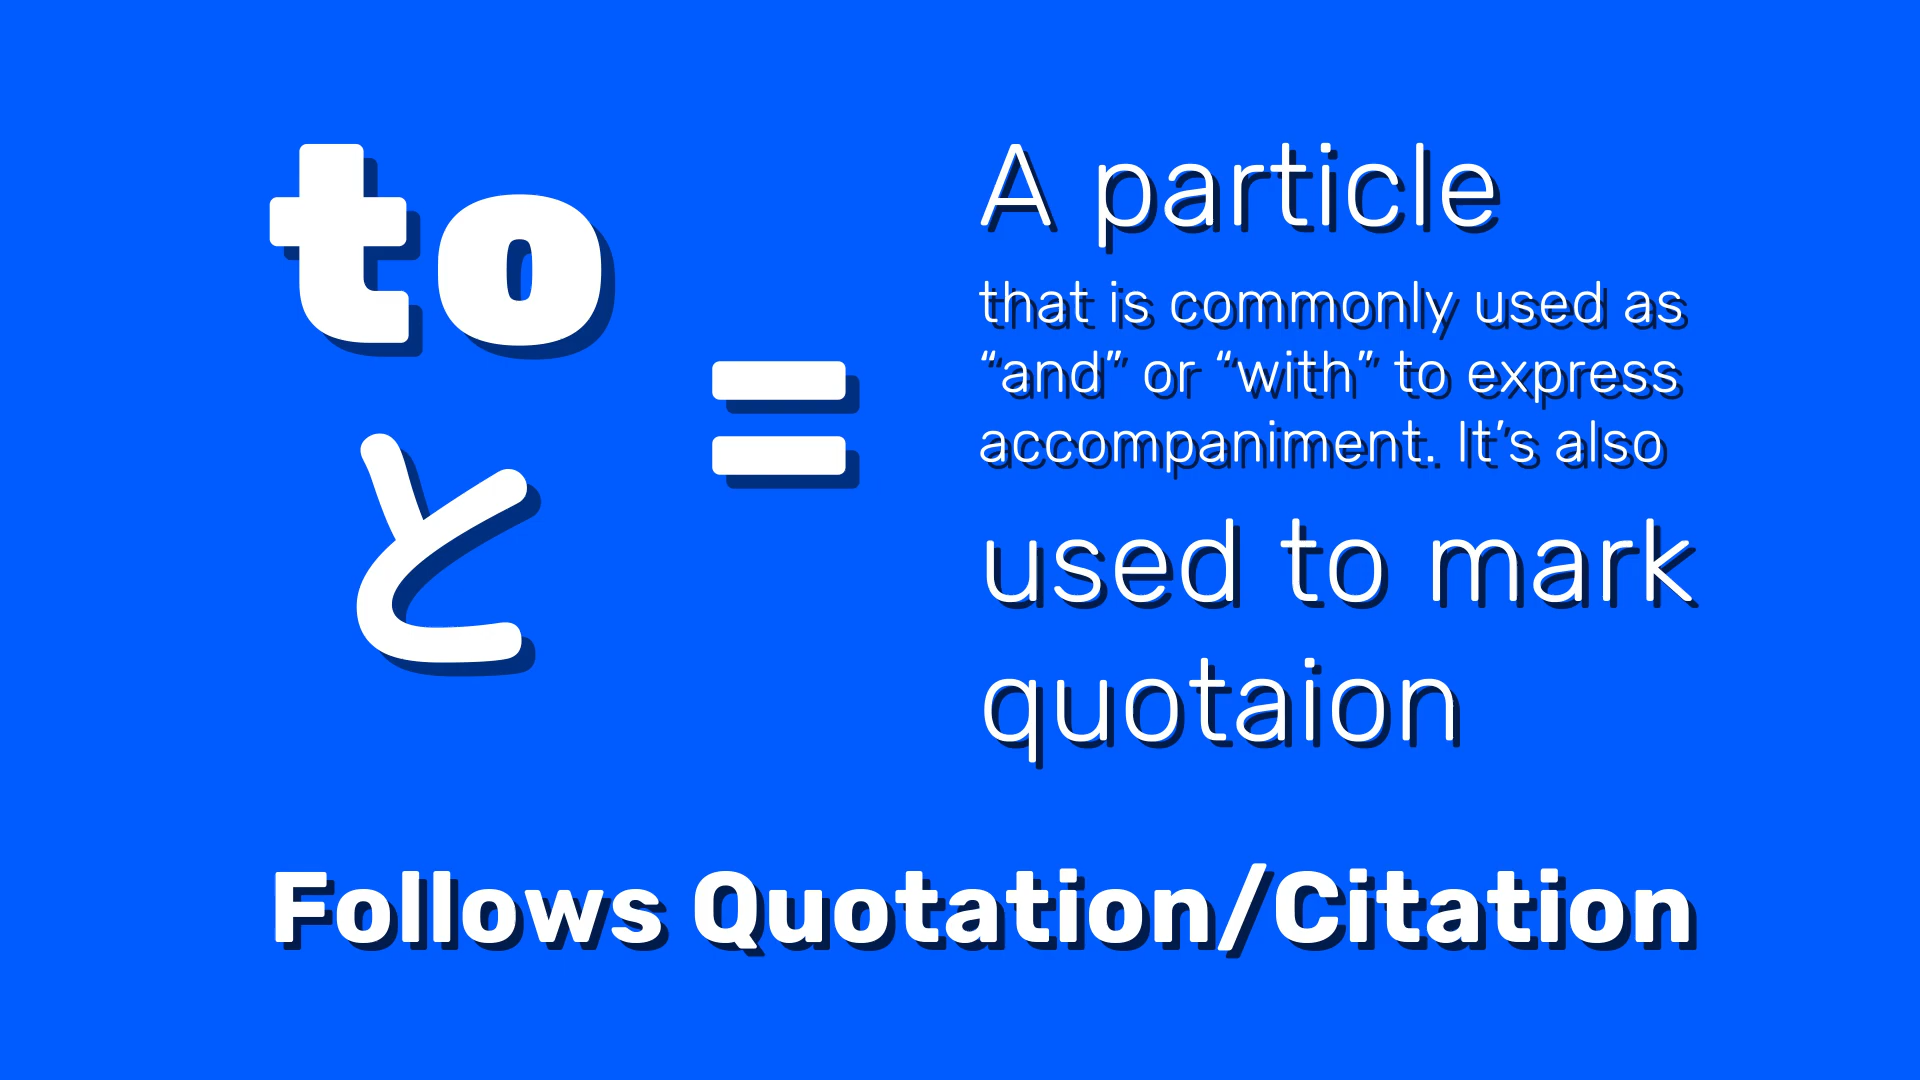 to
と
=
A particle
that is commonly used as
“and” or “with” to express
accompaniment. It’s also
used to mark
quotaion
Follows Quotation/Citation